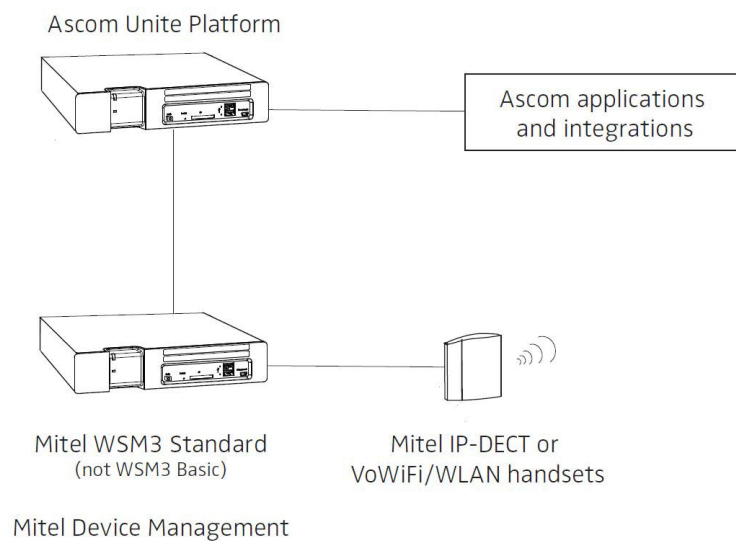 Ascom Unite Platform
Ascom applications
and integrations
Mitel WSM3 Standard
(not WSM3 Basic)
Mitel IP-DECT or
VoWiFi/WLAN handsets
Mitel Device Management